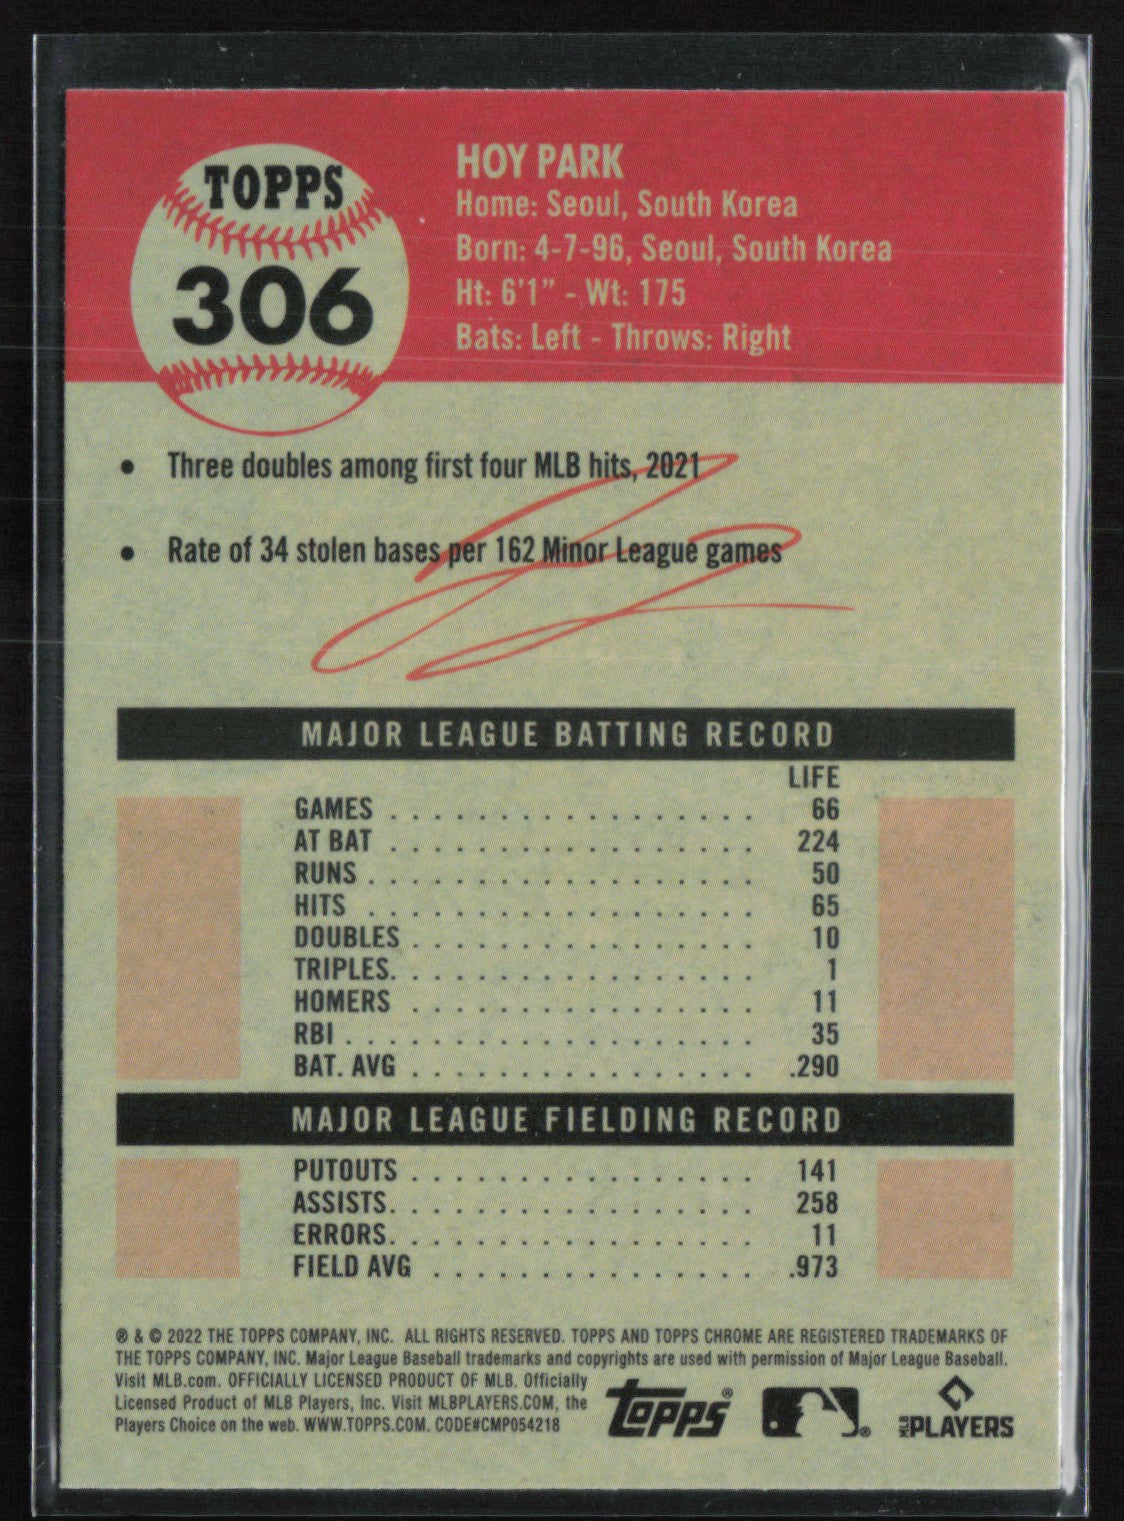 TOPPS
306
HOY PARK
Home: Seoul, South Korea
Born: 4-7-96, Seoul, South Korea
Ht: 6'1" - Wt: 175
Bats: Left - Throws: Right
• Three doubles among first four MLB hits, 2021
• Rate of 34 stolen bases per 162 Minor League games
MAJOR LEAGUE BATTING RECORD
LIFE
GAMES . . . . . . . . . . . . . . . . . 66
AT BAT . . . . . . . . . . . . . . . . . 224
RUNS . . . . . . . . . . . . . . . . . . 50
HITS . . . . . . . . . . . . . . . . . . 65
DOUBLES . . . . . . . . . . . . . . . . 10
TRIPLES. . . . . . . . . . . . . . . . . 1
HOMERS . . . . . . . . . . . . . . . . 11
RBI . . . . . . . . . . . . . . . . . . . 35
BAT. AVG . . . . . . . . . . . . . . . . .290
MAJOR LEAGUE FIELDING RECORD
PUTOUTS . . . . . . . . . . . . . . . . 141
ASSISTS. . . . . . . . . . . . . . . . . 258
ERRORS. . . . . . . . . . . . . . . . . 11
FIELD AVG . . . . . . . . . . . . . . . .973
® & © 2022 THE TOPPS COMPANY, INC. ALL RIGHTS RESERVED. TOPPS AND TOPPS CHROME ARE REGISTERED TRADEMARKS OF
THE TOPPS COMPANY, INC. Major League Baseball trademarks and copyrights are used with permission of Major League Baseball.
Visit MLB.com. OFFICIALLY LICENSED PRODUCT OF MLB. Officially
Licensed Product of MLB Players, Inc. Visit MLBPLAYERS.COM, the
Players Choice on the web. WWW.TOPPS.COM. CODE#CMP054218
Topps®
®
MLB PLAYERS